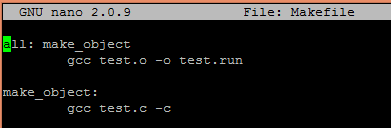 GNU nano 2.0.9 File: Makefile
all: make_object
gcc test.o -o test.run
make_object:
gcc test.c -c